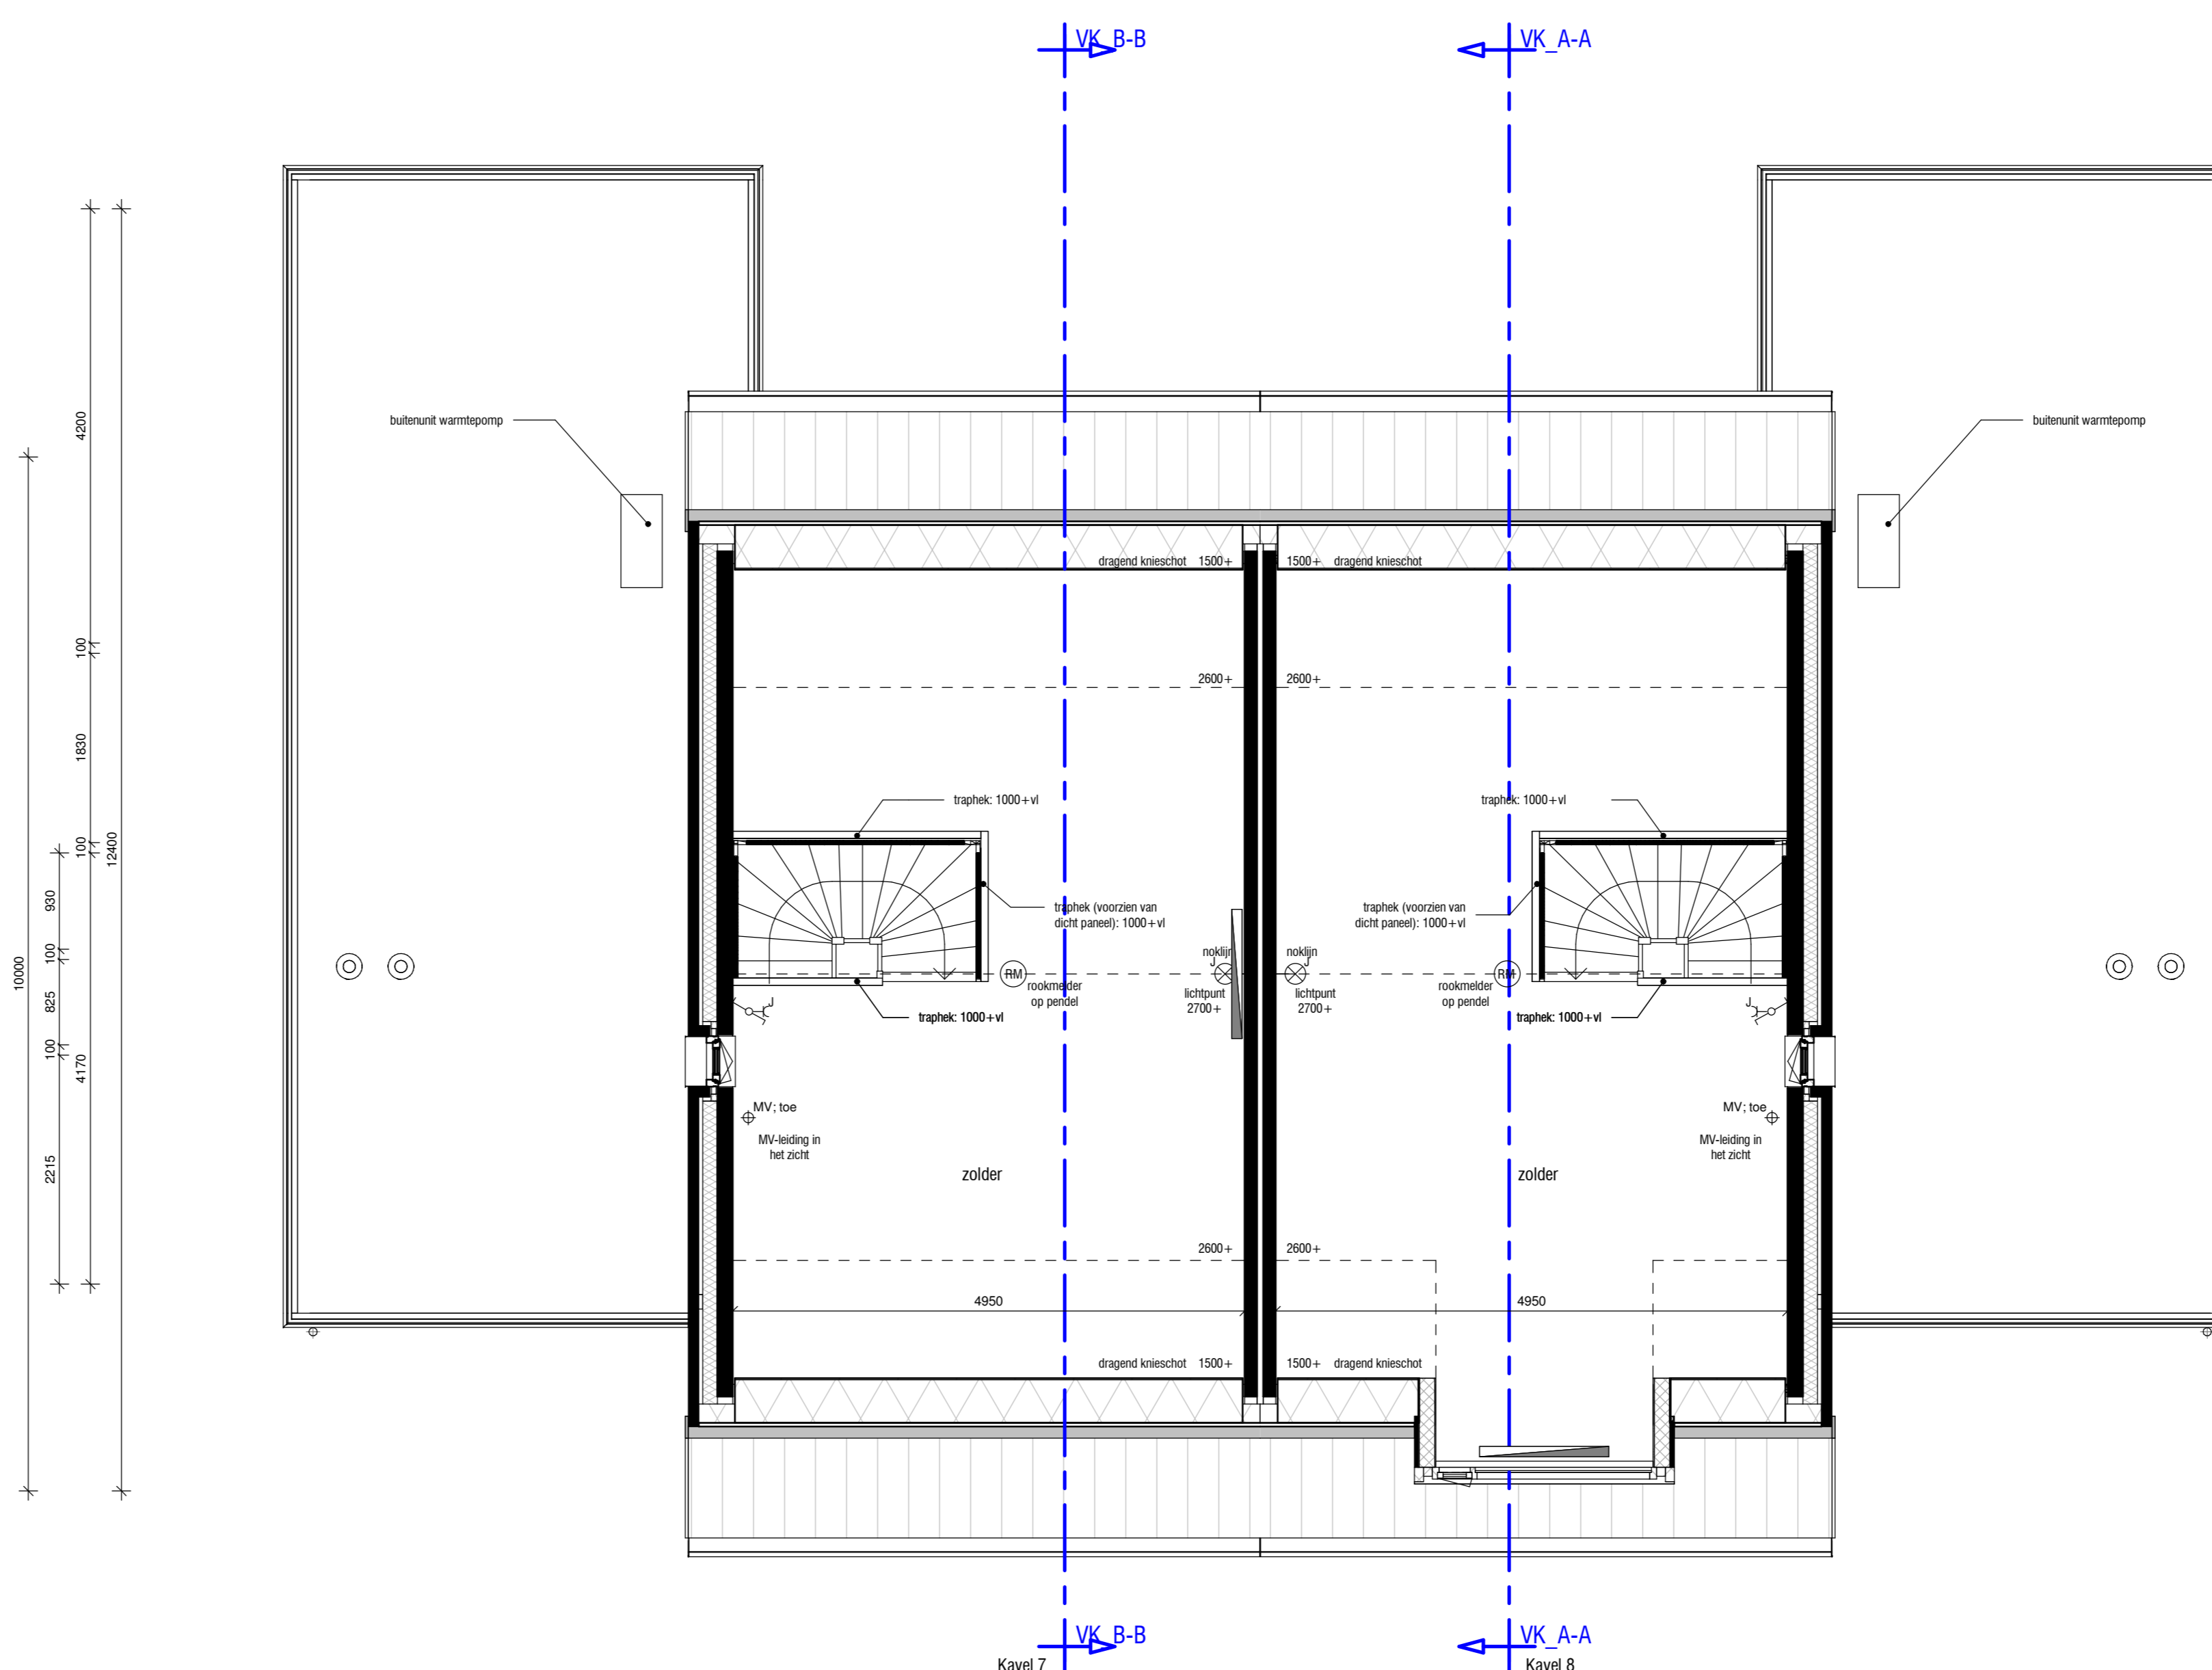 VK_B-B
VK_A-A
buitenunit warmtepomp
buitenunit warmtepomp
4200
100
1830
100
12400
930
100
825
100
4170
2215
10000
dragend knieschot 1500+
1500+ dragend knieschot
2600+
2600+
traphek: 1000+vl
traphek: 1000+vl
traphek (voorzien van
dicht paneel): 1000+vl
traphek (voorzien van
dicht paneel): 1000+vl
noklijn
J
noklijn
J
RM
RM
rookmelder
op pendel
lichtpunt
2700+
lichtpunt
2700+
rookmelder
op pendel
J
J
traphek: 1000+vl
traphek: 1000+vl
MV; toe
MV; toe
MV-leiding in
het zicht
MV-leiding in
het zicht
zolder
zolder
2600+
2600+
4950
4950
dragend knieschot 1500+
1500+ dragend knieschot
VK_B-B
VK_A-A
Kavel 7
Kavel 8